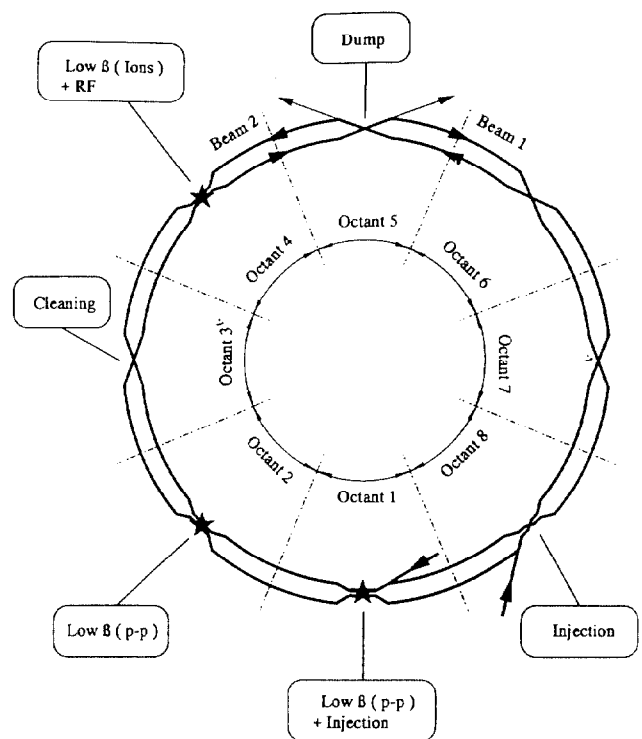 Dump
Low ß ( Ions )
+ RF
Beam 2
Beam 1
Octant 5
Octant 4
Octant 6
Cleaning
Octant 3
Octant 7
Octant 2
Octant 8
Octant 1
Low ß ( p-p )
Injection
Low ß ( p-p )
+ Injection